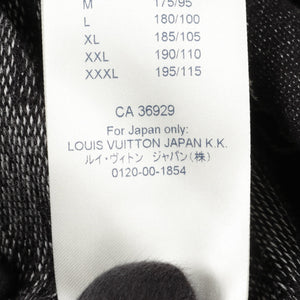 M 175/95
L 180/100
XL 185/105
XXL 190/110
XXXL 195/115
CA 36929
For Japan only:
LOUIS VUITTON JAPAN K.K.
ルイ・ヴィトン ジャパン(株)
0120-00-1854